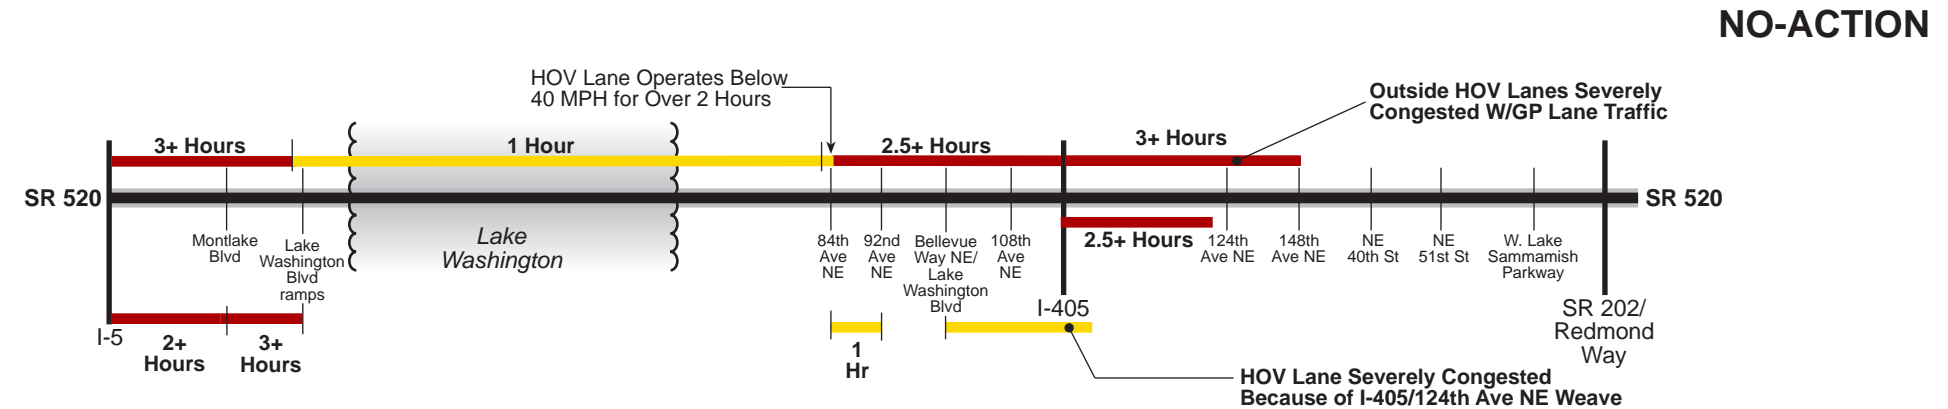 NO-ACTION
HOV Lane Operates Below
40 MPH for Over 2 Hours
Outside HOV Lanes Severely
Congested W/GP Lane Traffic
3+ Hours
1 Hour
2.5+ Hours
3+ Hours
SR 520
SR 520
Lake
Washington
Montlake
Blvd
Lake
Washington
Blvd
ramps
84th
Ave
NE
92nd
Ave
NE
Bellevue
Way NE/
Lake
Washington
Blvd
108th
Ave
NE
2.5+ Hours
124th
Ave NE
148th
Ave NE
NE
40th St
NE
51st St
W. Lake
Sammamish
Parkway
I-5
I-405
SR 202/
Redmond
Way
2+
Hours
3+
Hours
1
Hr
HOV Lane Severely Congested
Because of I-405/124th Ave NE Weave